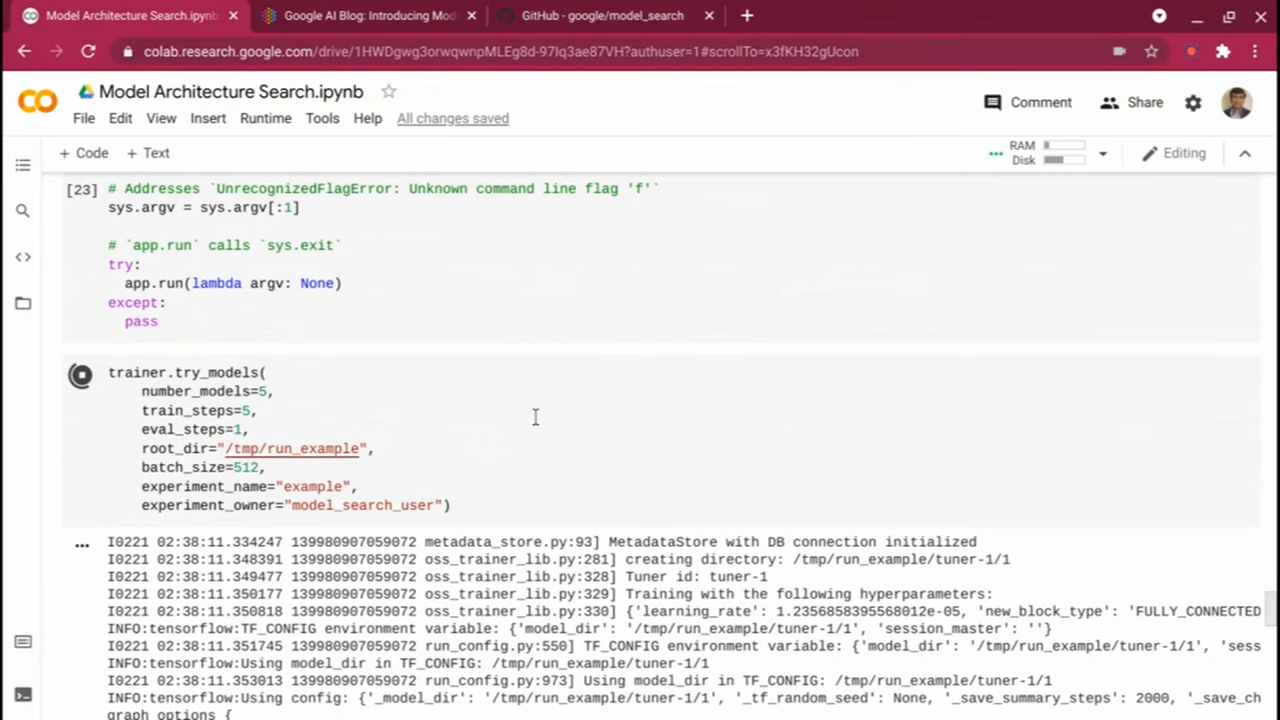 Model Architecture Search.ipynb
Google AI Blog: Introducing Mode
GitHub - google/model_search
colab.research.google.com/drive/1HWDgwg3orwqwnpMLEg8d-97Iq3ae87VH?authuser=1#scrollTo=x3fKH32gUcon
CO Model Architecture Search.ipynb
Comment Share
File Edit View Insert Runtime Tools Help All changes saved
+ Code + Text
RAM
Disk
Editing
[23] # Addresses `UnrecognizedFlagError: Unknown command line flag 'f'`
sys.argv = sys.argv[:1]
# `app.run` calls `sys.exit`
try:
app.run(lambda argv: None)
except:
pass
trainer.try_models(
number_models=5,
train_steps=5,
eval_steps=1,
root_dir="/tmp/run_example",
batch_size=512,
experiment_name="example",
experiment_owner="model_search_user")
I0221 02:38:11.334247 139980907059072 metadata_store.py:93] MetadataStore with DB connection initialized
I0221 02:38:11.348391 139980907059072 oss_trainer_lib.py:281] creating directory: /tmp/run_example/tuner-1/1
I0221 02:38:11.349477 139980907059072 oss_trainer_lib.py:328] Tuner id: tuner-1
I0221 02:38:11.350177 139980907059072 oss_trainer_lib.py:329] Training with the following hyperparameters:
I0221 02:38:11.350818 139980907059072 oss_trainer_lib.py:330] {'learning_rate': 1.2356858395568012e-05, 'new_block_type': 'FULLY_CONNECTED
INFO:tensorflow:TF_CONFIG environment variable: {'model_dir': '/tmp/run_example/tuner-1/1', 'session_master': ''}
I0221 02:38:11.351745 139980907059072 run_config.py:550] TF_CONFIG environment variable: {'model_dir': '/tmp/run_example/tuner-1/1', 'sess
INFO:tensorflow:Using model_dir in TF_CONFIG: /tmp/run_example/tuner-1/1
I0221 02:38:11.353013 139980907059072 run_config.py:973] Using model_dir in TF_CONFIG: /tmp/run_example/tuner-1/1
INFO:tensorflow:Using config: {'_model_dir': '/tmp/run_example/tuner-1/1', '_tf_random_seed': None, '_save_summary_steps': 2000, '_save_ch
graph_options {